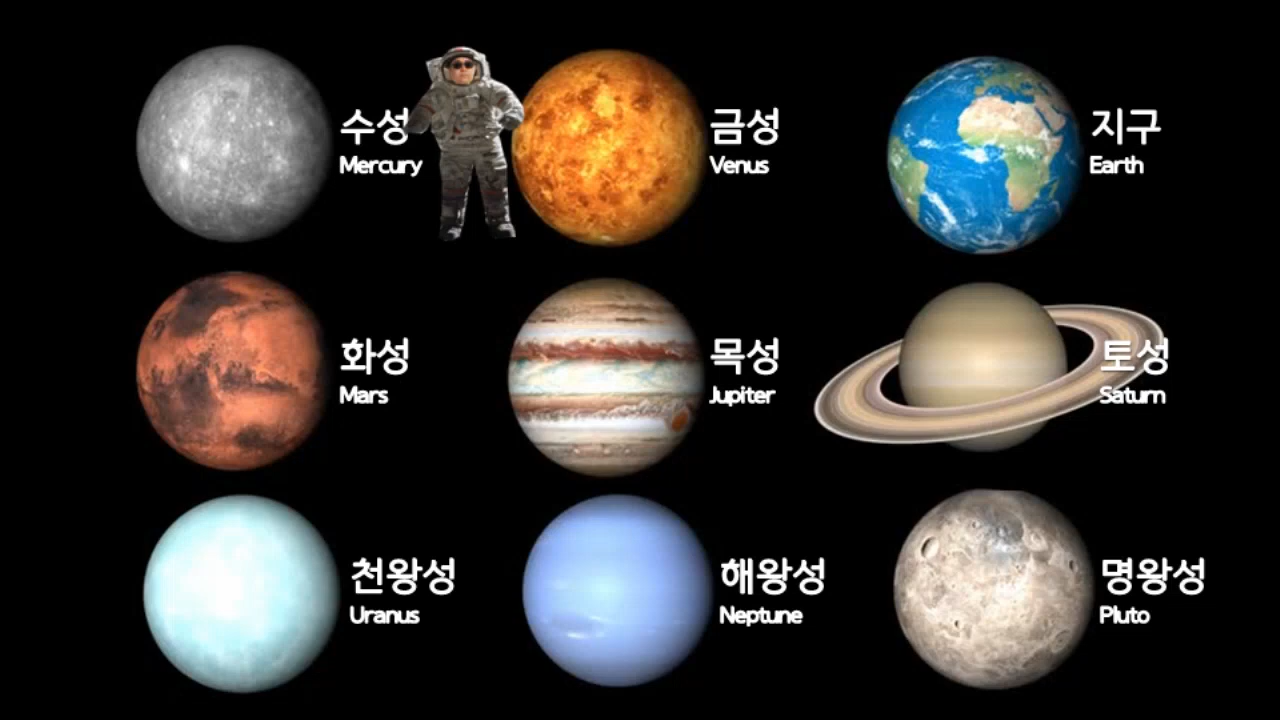 수성
Mercury
금성
Venus
지구
Earth
화성
Mars
목성
Jupiter
토성
Saturn
천왕성
Uranus
해왕성
Neptune
명왕성
Pluto